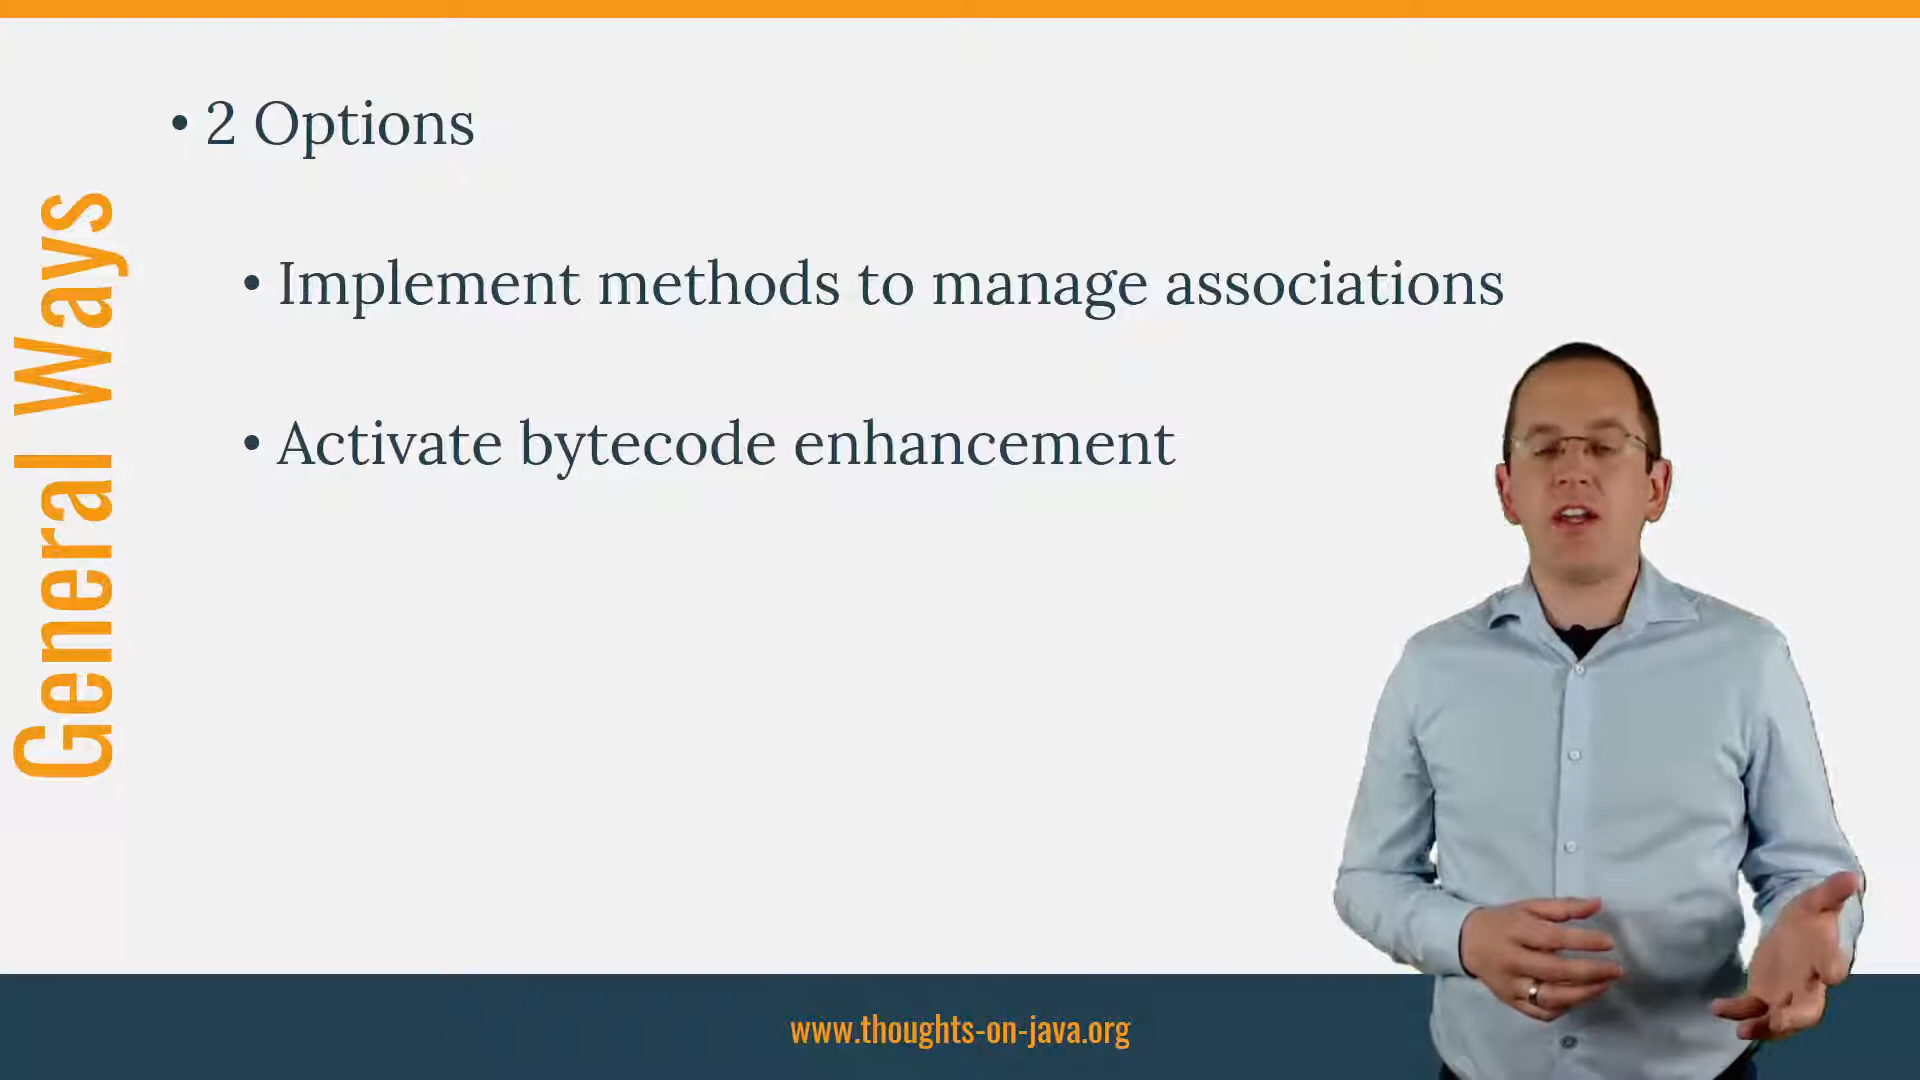 General Ways
• 2 Options
• Implement methods to manage associations
• Activate bytecode enhancement
www.thoughts-on-java.org